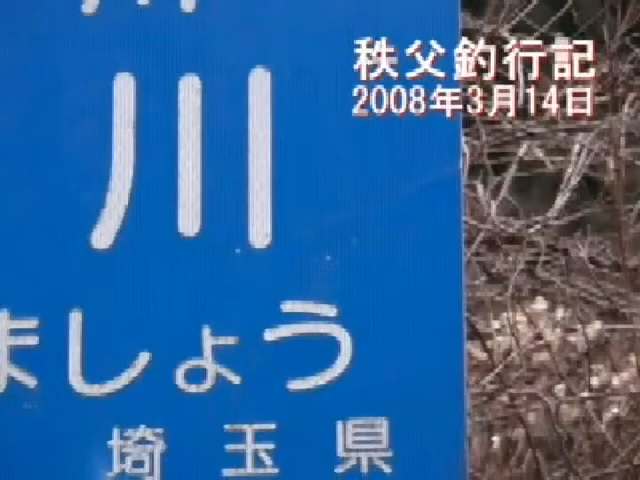 秩父釣行記
2008年3月14日
川
ましょう
埼玉県